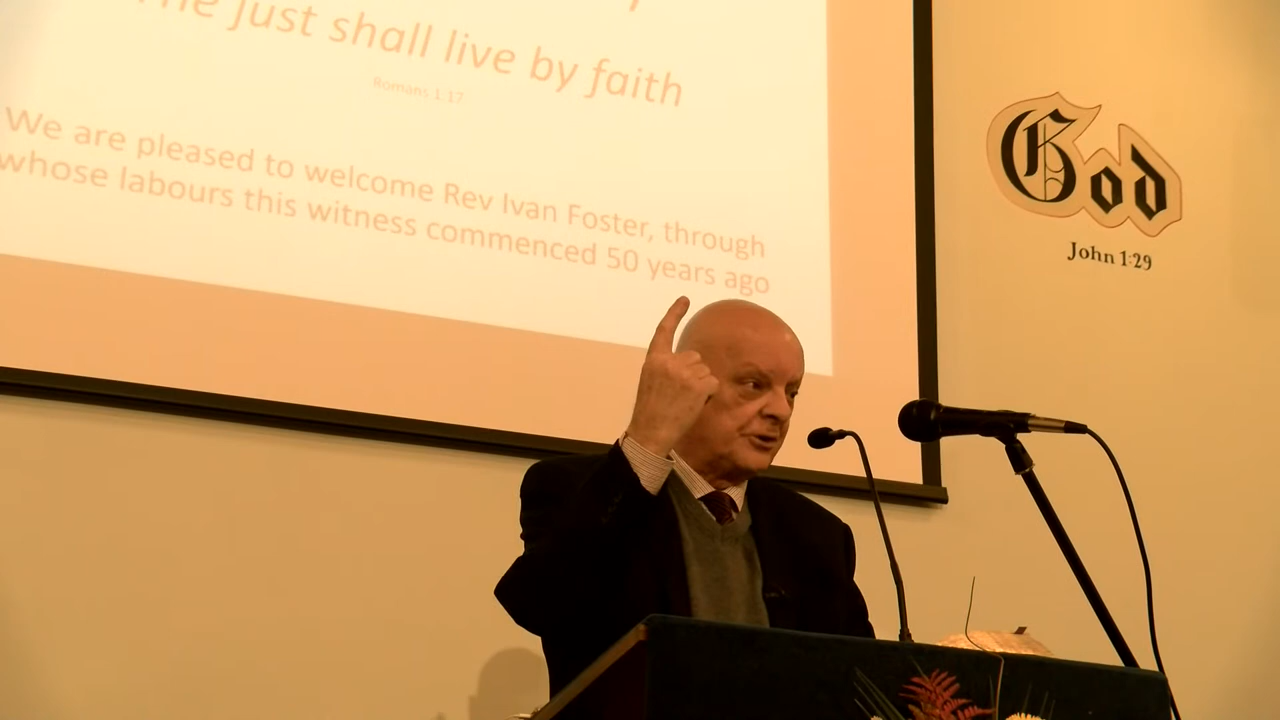 The just shall live by faith
Romans 1:17
We are pleased to welcome Rev Ivan Foster, through
whose labours this witness commenced 50 years ago
God
John 1:29